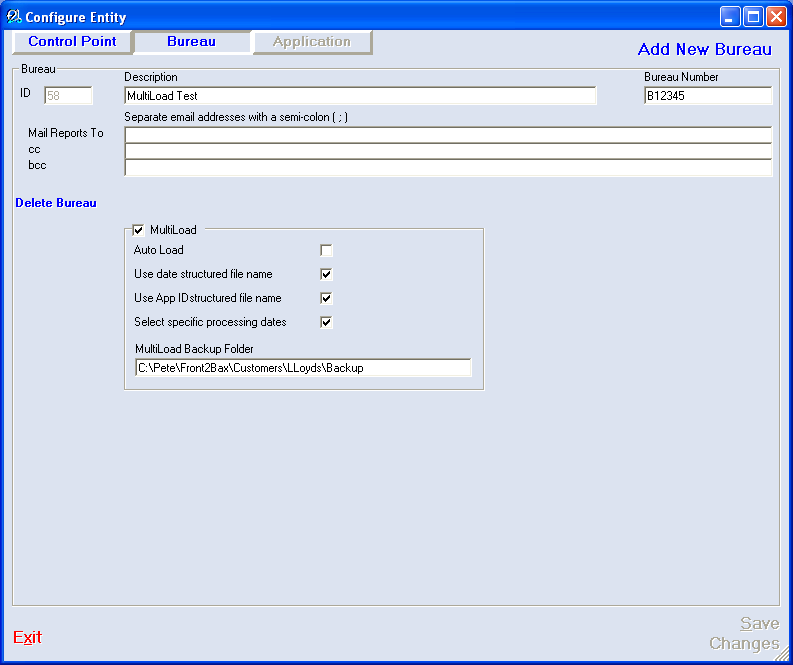 Configure Entity
Control Point Bureau Application
Add New Bureau
Bureau
Description Bureau Number
ID 58 MultiLoad Test B12345
Separate email addresses with a semi-colon ( ; )
Mail Reports To
cc
bcc
Delete Bureau
MultiLoad
Auto Load
Use date structured file name
Use App IDstructured file name
Select specific processing dates
MultiLoad Backup Folder
C:\Pete\Front2Bax\Customers\LLoyds\Backup
Exit
Save
Changes